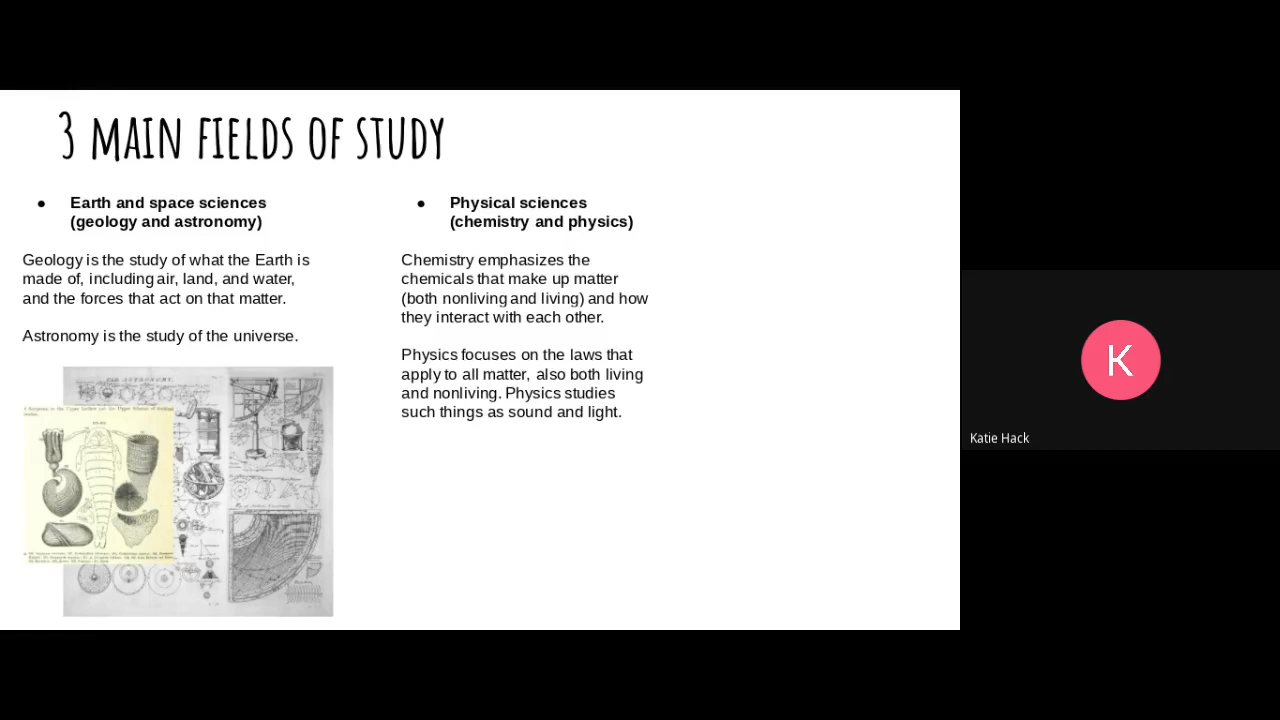 3 MAIN FIELDS OF STUDY
● Earth and space sciences
(geology and astronomy)
Geology is the study of what the Earth is
made of, including air, land, and water,
and the forces that act on that matter.
Astronomy is the study of the universe.
● Physical sciences
(chemistry and physics)
Chemistry emphasizes the
chemicals that make up matter
(both nonliving and living) and how
they interact with each other.
Physics focuses on the laws that
apply to all matter, also both living
and nonliving. Physics studies
such things as sound and light.
K
Katie Hack